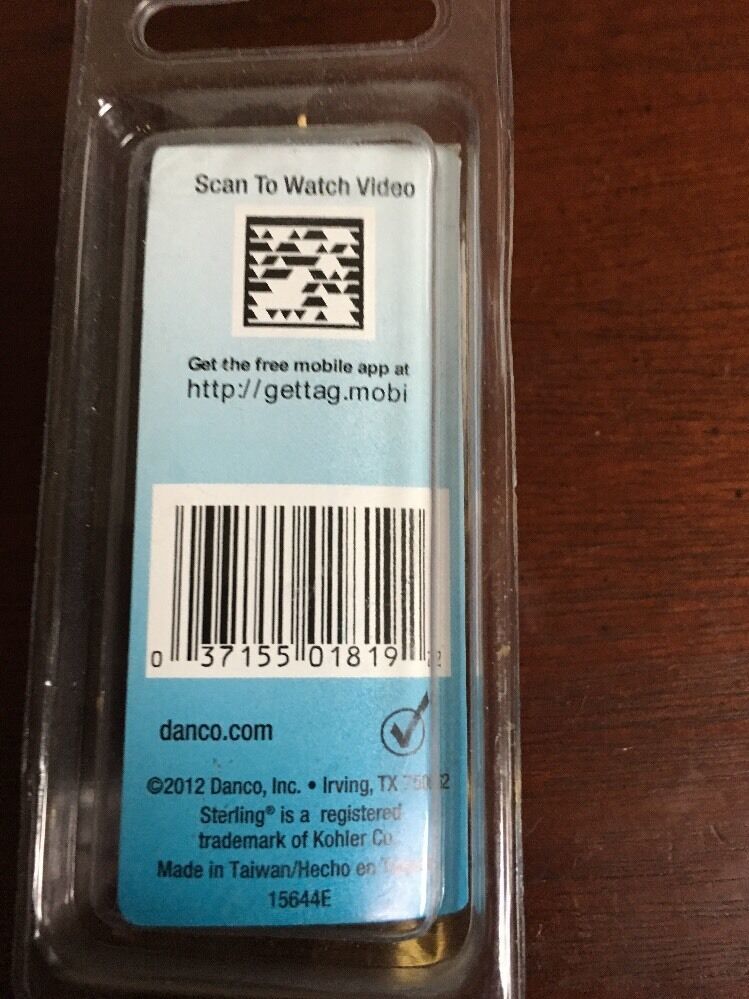 Scan To Watch Video
Get the free mobile app at
http://gettag.mobi
0 37155 01819
danco.com
©2012 Danco, Inc. • Irving, TX
Sterling® is a registered
trademark of Kohler Co.
Made in Taiwan/Hecho en
15644E